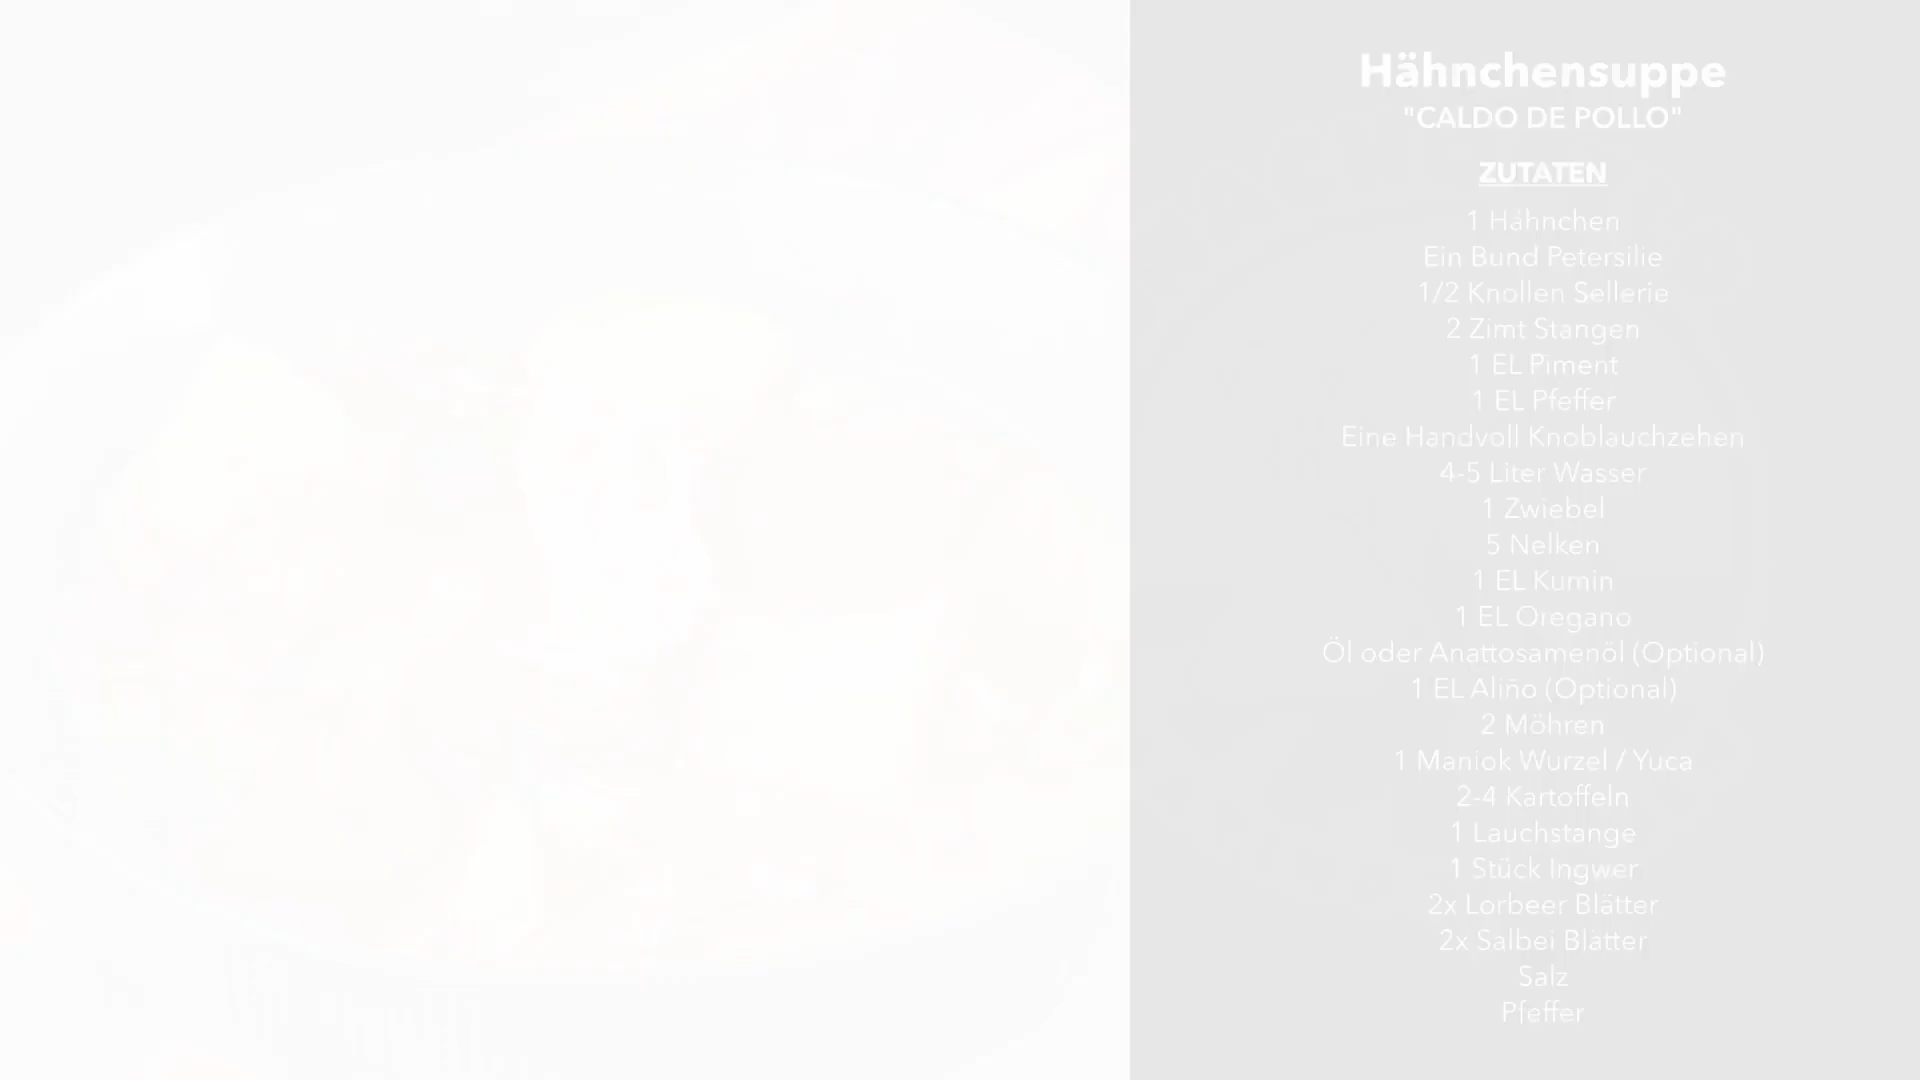 Hähnchensuppe
"CALDO DE POLLO"
ZUTATEN
1 Hähnchen
Ein Bund Petersilie
1/2 Knollen Sellerie
2 Zimt Stangen
1 EL Piment
1 EL Pfeffer
Eine Handvoll Knoblauchzehen
4-5 Liter Wasser
1 Zwiebel
5 Nelken
1 EL Kumin
1 EL Oregano
Öl oder Anattosamenöl (Optional)
1 EL Aliño (Optional)
2 Möhren
1 Maniok Wurzel / Yuca
2-4 Kartoffeln
1 Lauchstange
1 Stück Ingwer
2x Lorbeer Blätter
2x Salbei Blätter
Salz
Pfeffer